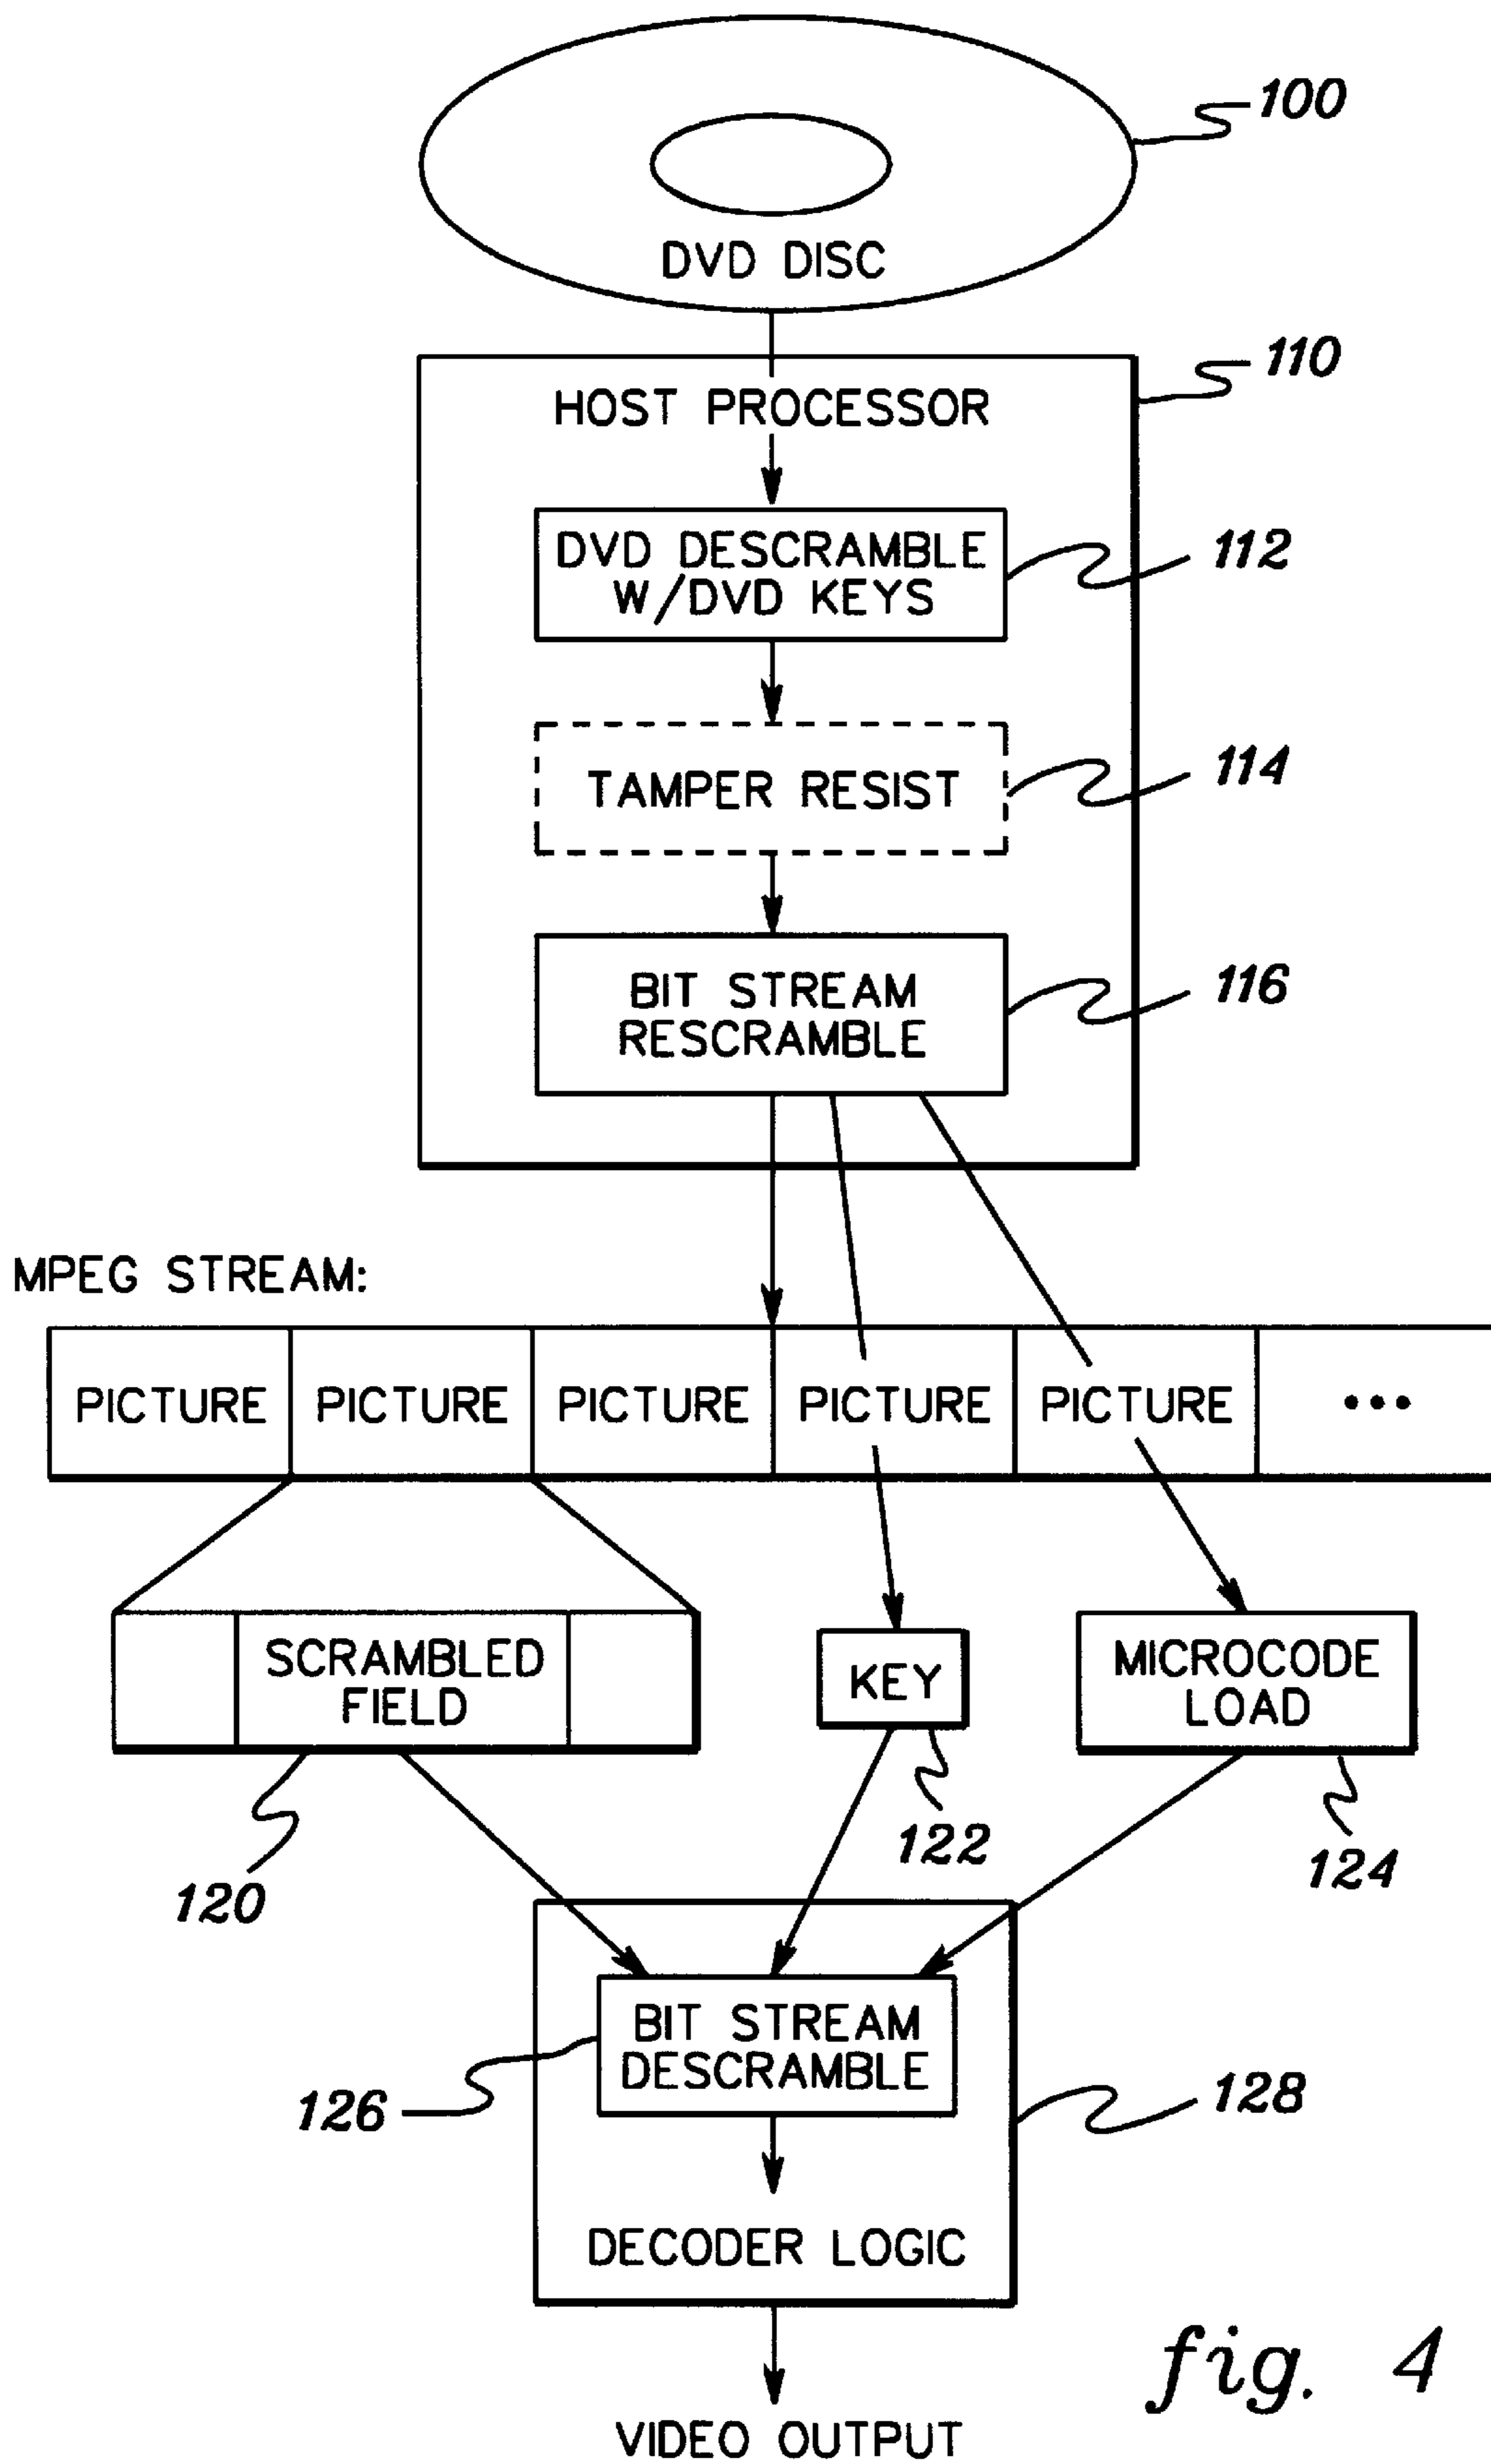 100
DVD DISC
110
HOST PROCESSOR
DVD DESCRAMBLE
W/DVD KEYS
112
TAMPER RESIST
114
BIT STREAM
RESCRAMBLE
116
MPEG STREAM:
PICTURE PICTURE PICTURE PICTURE PICTURE •••
SCRAMBLED
FIELD
KEY
MICROCODE
LOAD
120
122
124
BIT STREAM
DESCRAMBLE
126
128
DECODER LOGIC
VIDEO OUTPUT
fig. 4